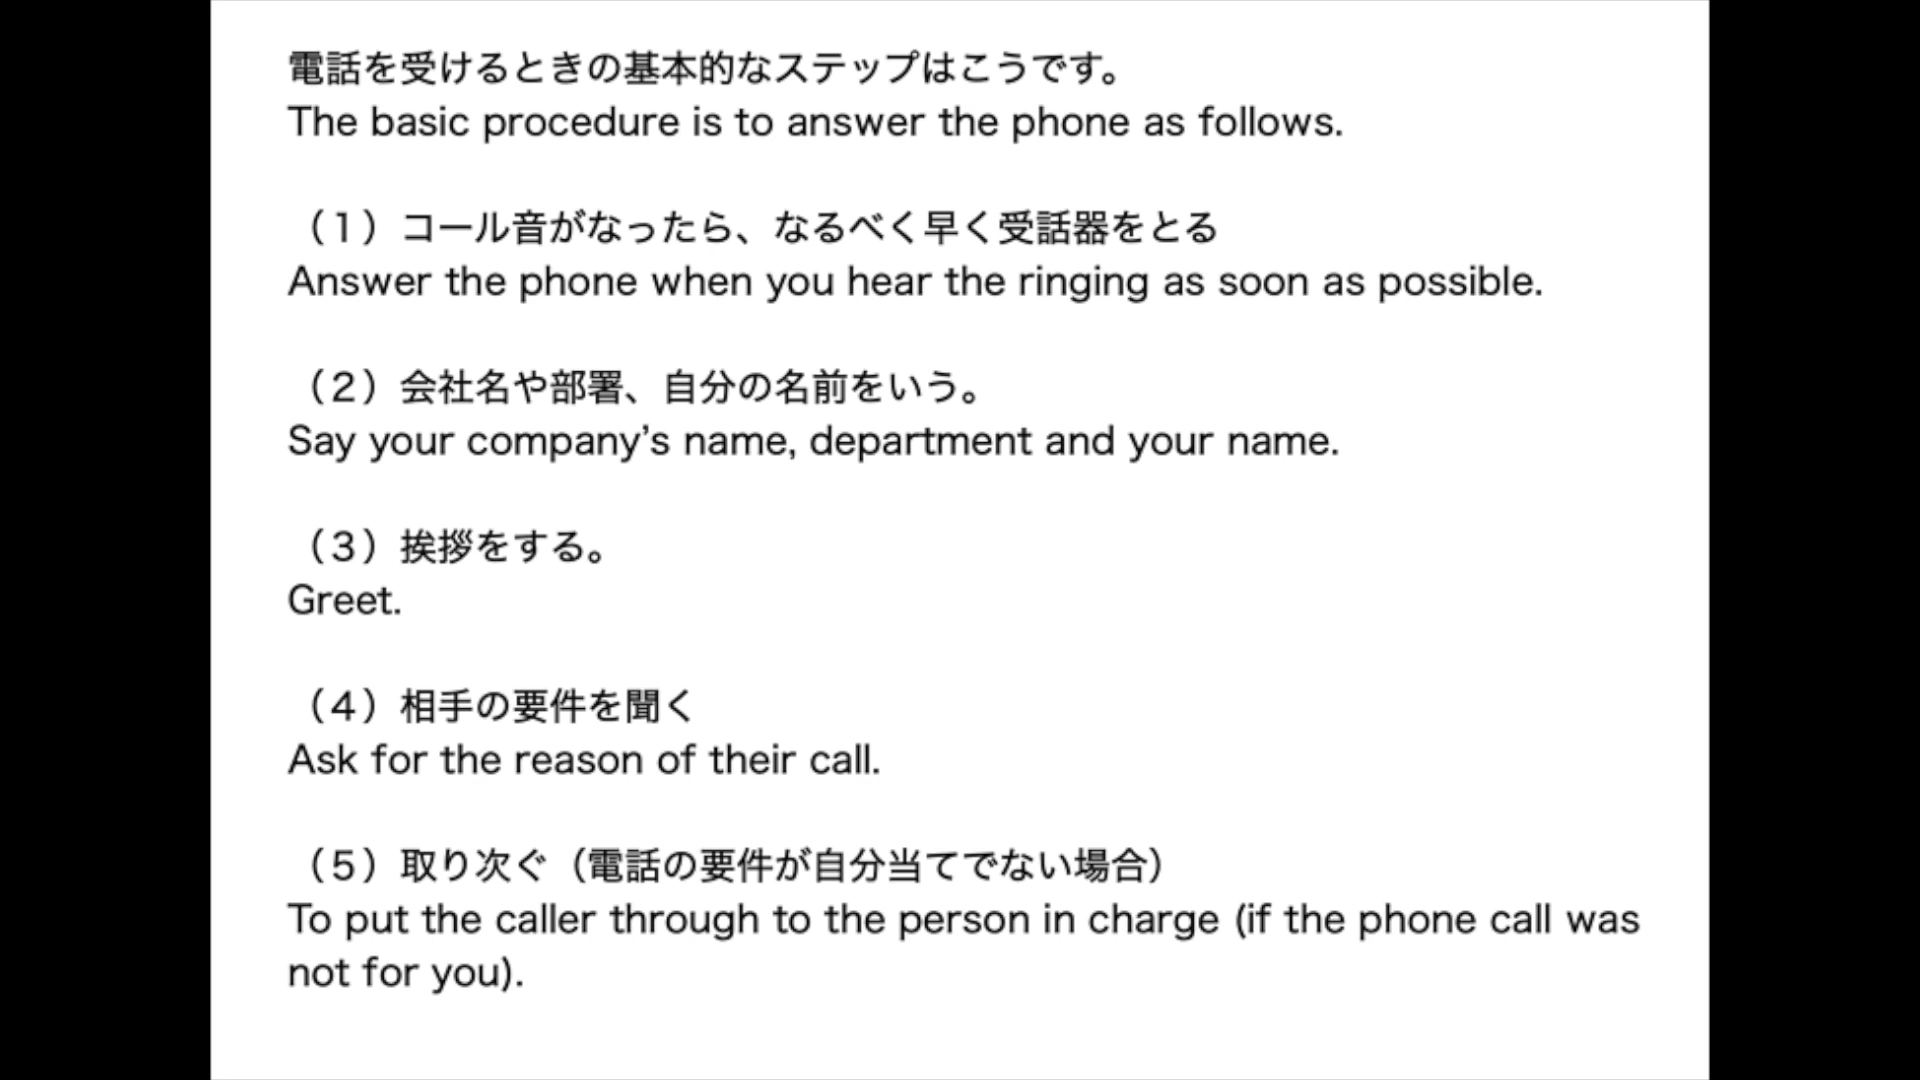 電話を受けるときの基本的なステップはこうです。
The basic procedure is to answer the phone as follows.
（１）コール音がなったら、なるべく早く受話器をとる
Answer the phone when you hear the ringing as soon as possible.
（２）会社名や部署、自分の名前をいう。
Say your company’s name, department and your name.
（３）挨拶をする。
Greet.
（４）相手の要件を聞く
Ask for the reason of their call.
（５）取り次ぐ（電話の要件が自分当てでない場合）
To put the caller through to the person in charge (if the phone call was
not for you).